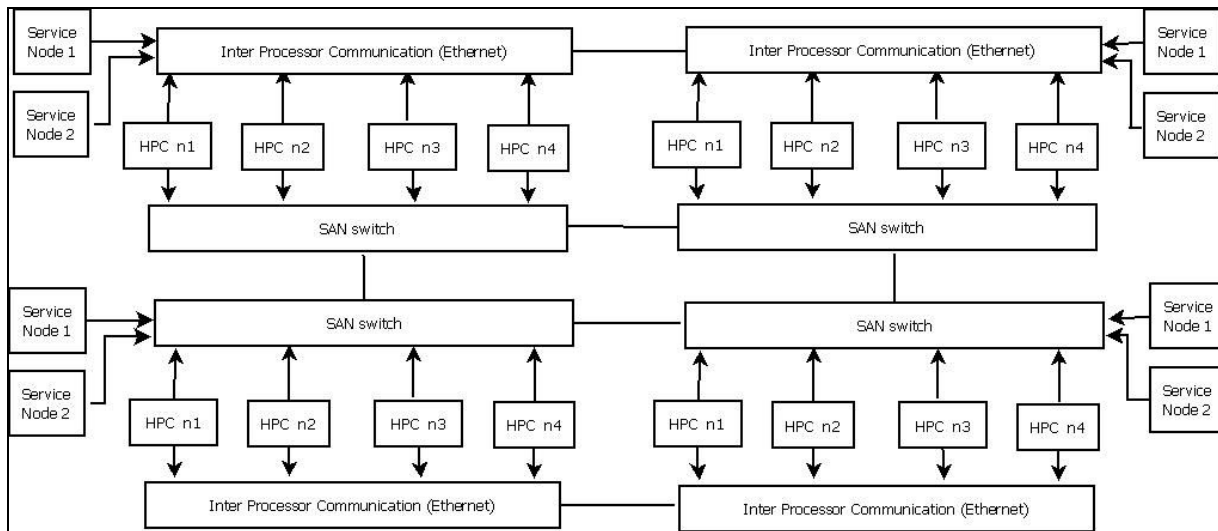 Service
Node 1
Inter Processor Communication (Ethernet)
Inter Processor Communication (Ethernet)
Service
Node 1
Service
Node 2
HPC n1
HPC n2
HPC n3
HPC n4
HPC n1
HPC n2
HPC n3
HPC n4
Service
Node 2
SAN switch
SAN switch
Service
Node 1
SAN switch
SAN switch
Service
Node 1
Service
Node 2
HPC n1
HPC n2
HPC n3
HPC n4
HPC n1
HPC n2
HPC n3
HPC n4
Service
Node 2
Inter Processor Communication (Ethernet)
Inter Processor Communication (Ethernet)